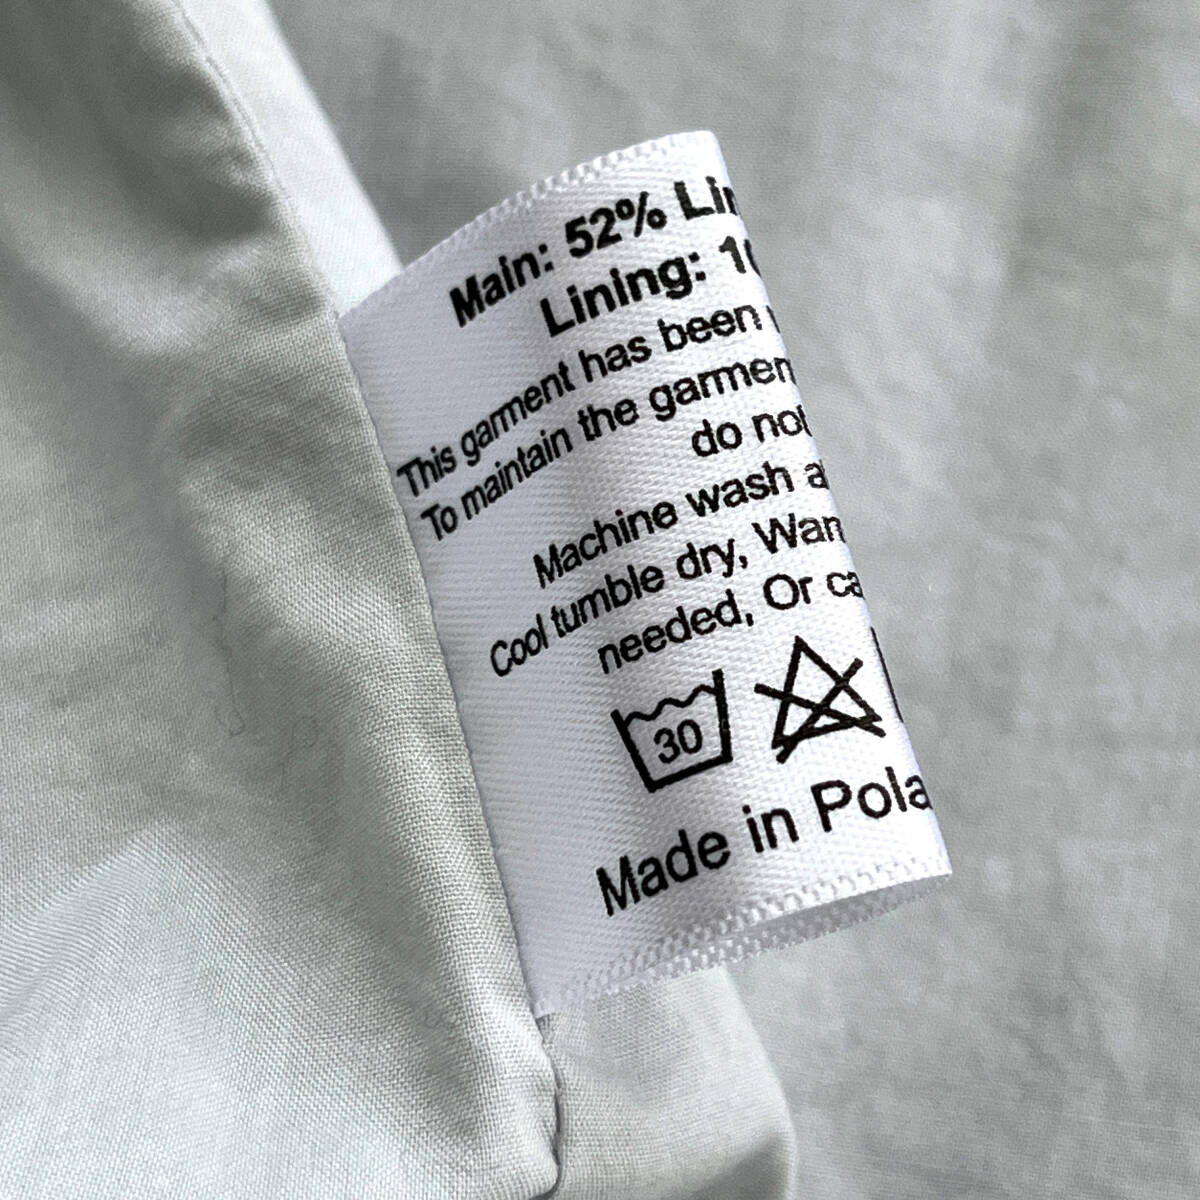 Main: 52% Lin
Lining: 10
This garment has been
To maintain the garmen
do not
Machine wash a
Cool tumble dry, War
needed, Or ca
30
Made in Pola